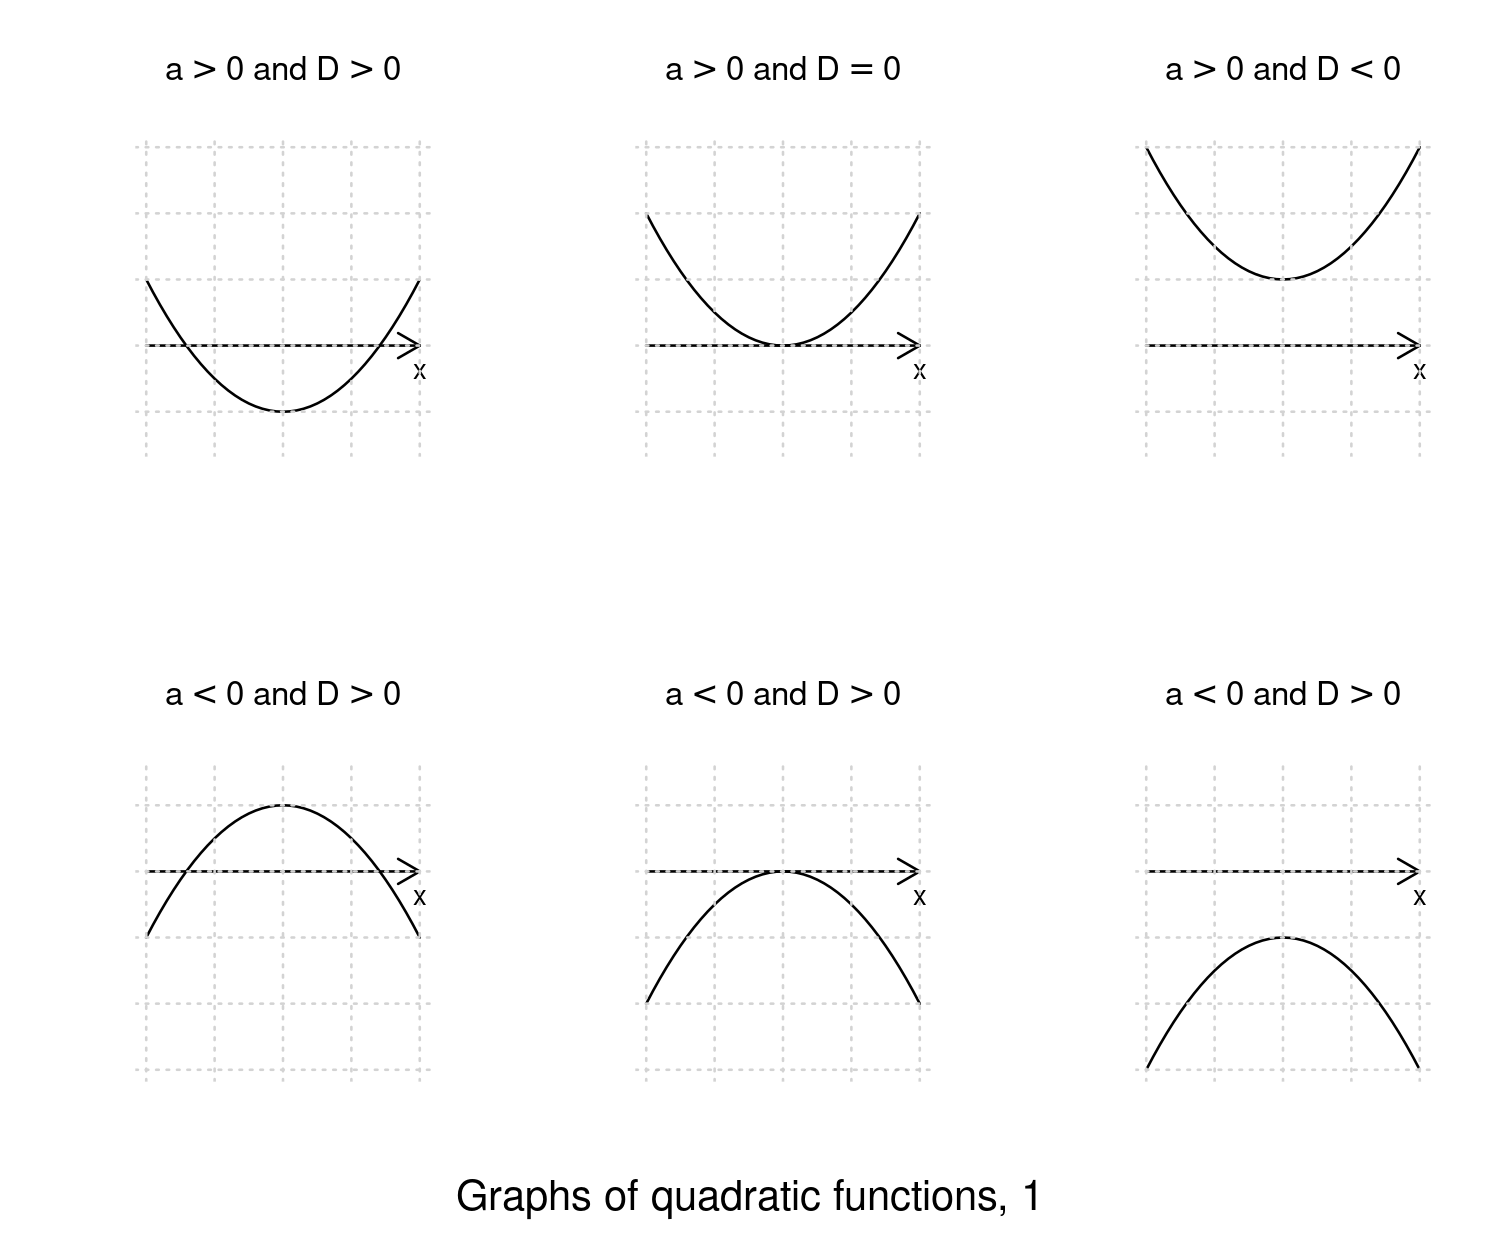 a > 0 and D > 0
a > 0 and D = 0
a > 0 and D < 0
x
x
x
a < 0 and D > 0
a < 0 and D > 0
a < 0 and D > 0
x
x
x
Graphs of quadratic functions, 1